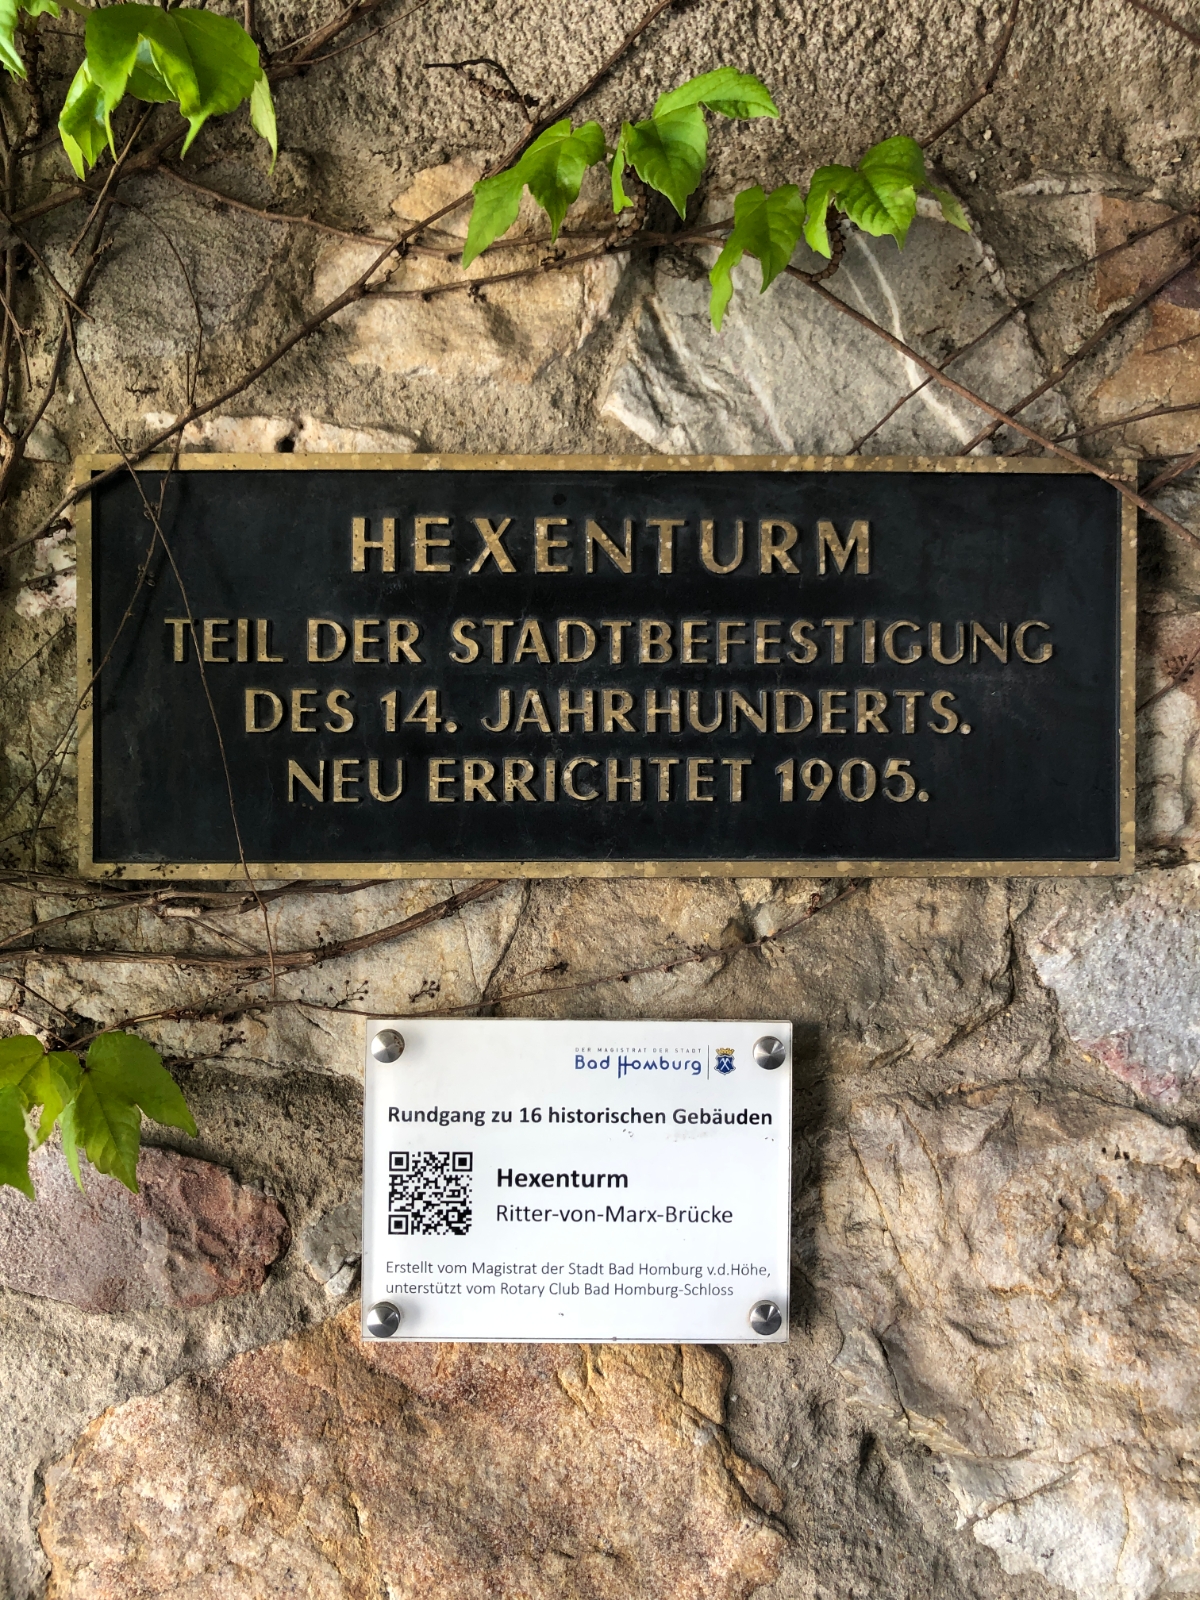 HEXENTURM
TEIL DER STADTBEFESTIGUNG
DES 14. JAHRHUNDERTS.
NEU ERRICHTET 1905.
DER MAGISTRAT DER STADT
Bad Homburg
Rundgang zu 16 historischen Gebäuden
Hexenturm
Ritter-von-Marx-Brücke
Erstellt vom Magistrat der Stadt Bad Homburg v.d.Höhe,
unterstützt vom Rotary Club Bad Homburg-Schloss